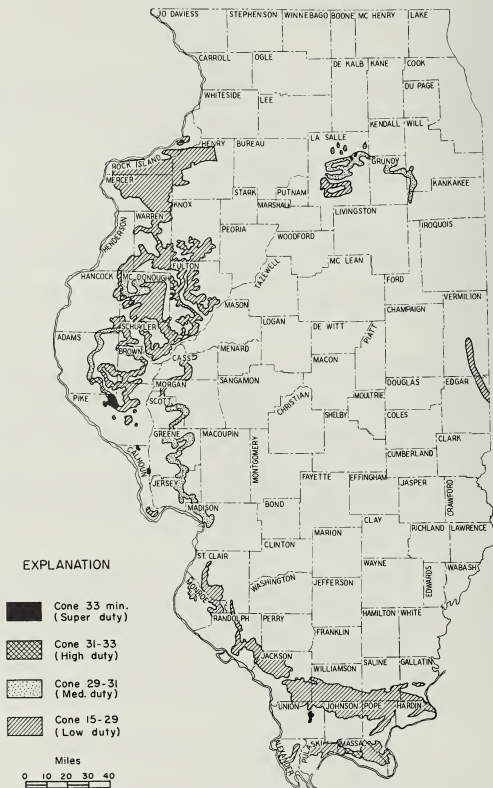 JO DAVIESS STEPHENSON WINNEBAGO BOONE MC HENRY LAKE
CARROLL OGLE DE KALB KANE COOK
DU PAGE
WHITESIDE LEE
KENDALL WILL
LA SALLE
ROCK ISLAND HENRY BUREAU GRUNDY
MERCER
KANKAKEE
STARK PUTNAM
KNOX MARSHALL
WARREN LIVINGSTON
HENDERSON PEORIA WOODFORD IROQUOIS
FULTON TAZEWELL MC LEAN
HANCOCK MC DONOUGH FORD
MASON VERMILION
SCHUYLER LOGAN CHAMPAIGN
ADAMS DE WITT PIATT
BROWN CASS MENARD MACON
MORGAN SANGAMON DOUGLAS EDGAR
PIKE SCOTT CHRISTIAN MOULTRIE
SHELBY COLES
GREENE MACOUPIN
CALHOUN MONTGOMERY CUMBERLAND CLARK
JERSEY FAYETTE EFFINGHAM JASPER CRAWFORD
MADISON BOND
CLAY RICHLAND LAWRENCE
MARION
CLINTON
ST. CLAIR WAYNE EDWARDS WABASH
MONROE WASHINGTON JEFFERSON
RANDOLPH PERRY HAMILTON WHITE
FRANKLIN
JACKSON
WILLIAMSON SALINE GALLATIN
UNION JOHNSON POPE HARDIN
ALEXANDER PUL SKI MASSAC
EXPLANATION
Cone 33 min.
(Super duty)
Cone 31-33
(High duty)
Cone 29-31
(Med. duty)
Cone 15-29
(Low duty)
Miles
0 10 20 30 40